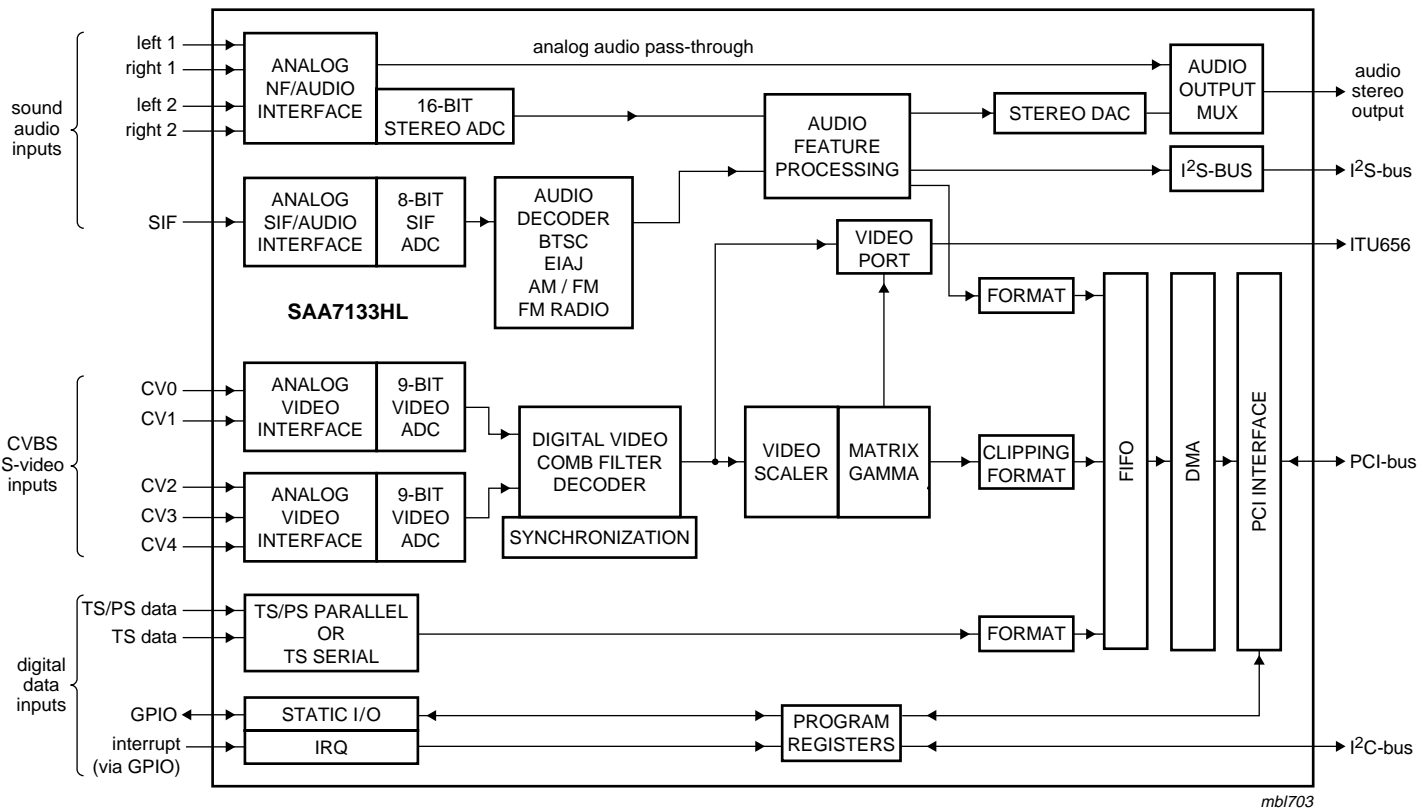 sound
audio
inputs
left 1
right 1
left 2
right 2
SIF
ANALOG
NF/AUDIO
INTERFACE
16-BIT
STEREO ADC
analog audio pass-through
AUDIO
FEATURE
PROCESSING
STEREO DAC
AUDIO
OUTPUT
MUX
audio
stereo
output
I2S-BUS
I2S-bus
ANALOG
SIF/AUDIO
INTERFACE
8-BIT
SIF
ADC
AUDIO
DECODER
BTSC
EIAJ
AM / FM
FM RADIO
VIDEO
PORT
ITU656
FORMAT
SAA7133HL
CVBS
S-video
inputs
CV0
CV1
CV2
CV3
CV4
ANALOG
VIDEO
INTERFACE
9-BIT
VIDEO
ADC
ANALOG
VIDEO
INTERFACE
9-BIT
VIDEO
ADC
DIGITAL VIDEO
COMB FILTER
DECODER
SYNCHRONIZATION
VIDEO
SCALER
MATRIX
GAMMA
CLIPPING
FORMAT
FIFO
DMA
PCI INTERFACE
PCI-bus
digital
data
inputs
TS/PS data
TS data
GPIO
interrupt
(via GPIO)
TS/PS PARALLEL
OR
TS SERIAL
FORMAT
STATIC I/O
IRQ
PROGRAM
REGISTERS
I2C-bus
mbl703